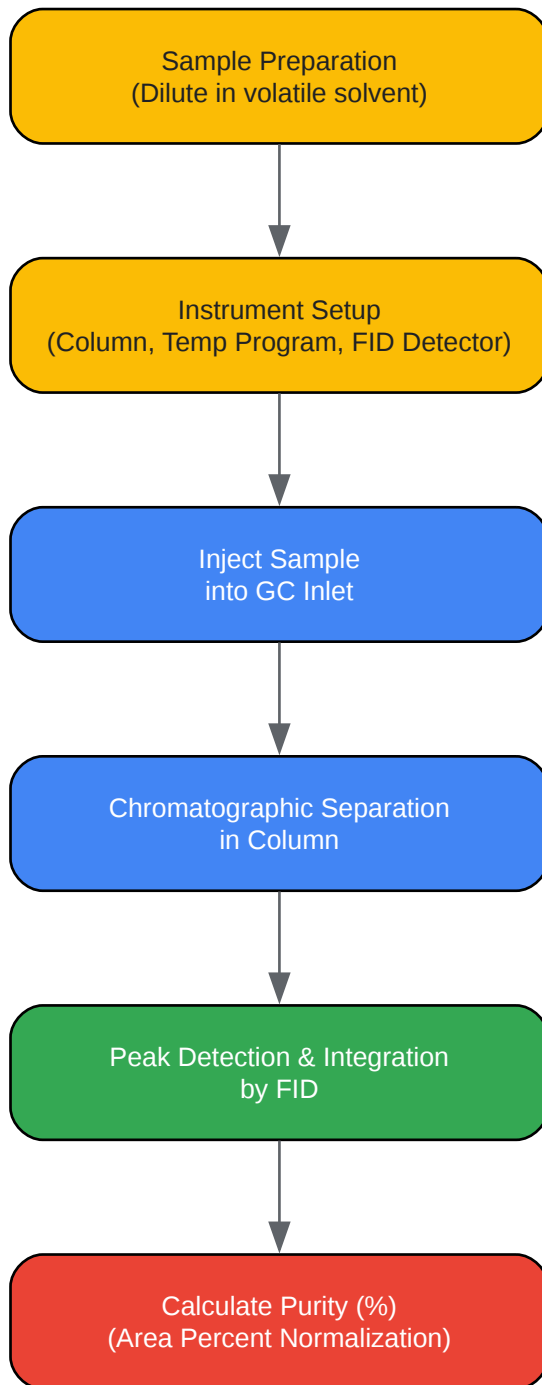 Sample Preparation
(Dilute in volatile solvent)
Instrument Setup
(Column, Temp Program, FID Detector)
Inject Sample
into GC Inlet
Chromatographic Separation
in Column
Peak Detection & Integration
by FID
Calculate Purity (%)
(Area Percent Normalization)